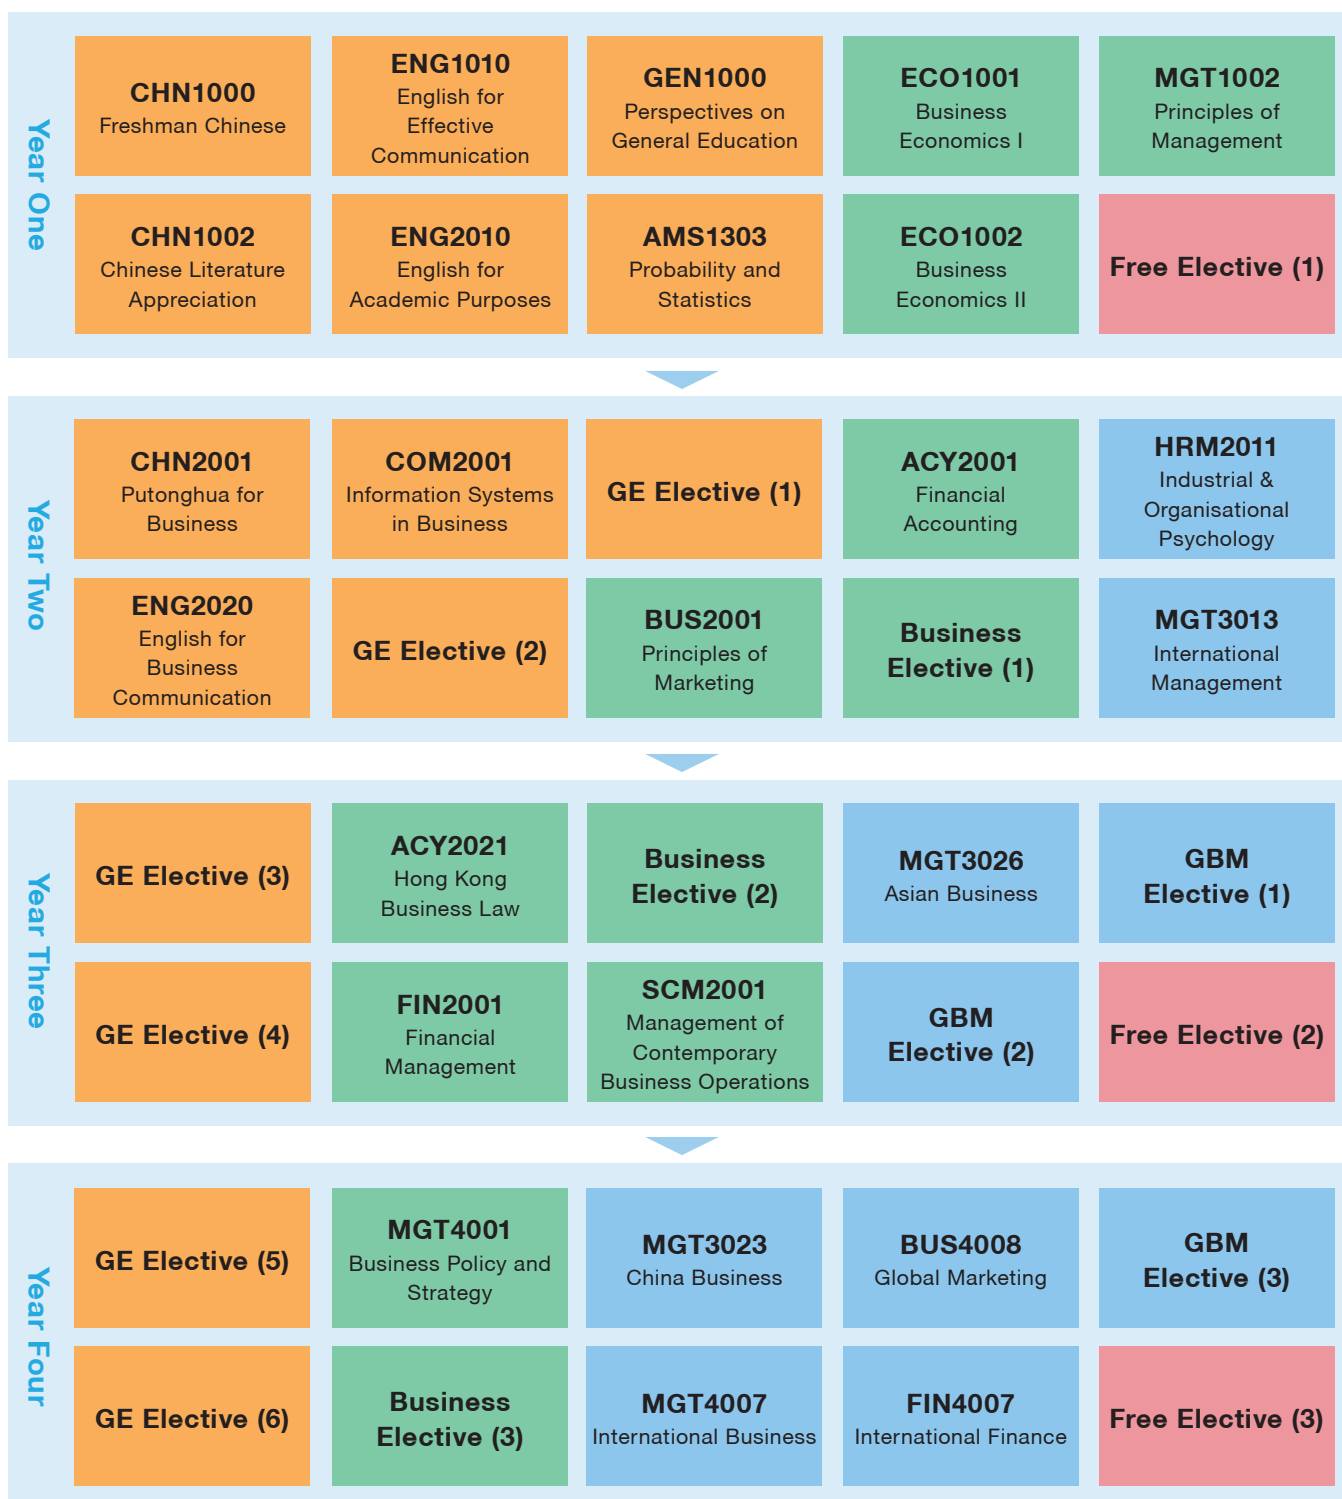 Year One
CHN1000
Freshman Chinese
ENG1010
English for
Effective
Communication
GEN1000
Perspectives on
General Education
ECO1001
Business
Economics I
MGT1002
Principles of
Management
CHN1002
Chinese Literature
Appreciation
ENG2010
English for
Academic Purposes
AMS1303
Probability and
Statistics
ECO1002
Business
Economics II
Free Elective (1)
Year Two
CHN2001
Putonghua for
Business
COM2001
Information Systems
in Business
GE Elective (1)
ACY2001
Financial
Accounting
HRM2011
Industrial &
Organisational
Psychology
ENG2020
English for
Business
Communication
GE Elective (2)
BUS2001
Principles of
Marketing
Business
Elective (1)
MGT3013
International
Management
Year Three
GE Elective (3)
ACY2021
Hong Kong
Business Law
Business
Elective (2)
MGT3026
Asian Business
GBM
Elective (1)
GE Elective (4)
FIN2001
Financial
Management
SCM2001
Management of
Contemporary
Business Operations
GBM
Elective (2)
Free Elective (2)
Year Four
GE Elective (5)
MGT4001
Business Policy and
Strategy
MGT3023
China Business
BUS4008
Global Marketing
GBM
Elective (3)
GE Elective (6)
Business
Elective (3)
MGT4007
International Business
FIN4007
International Finance
Free Elective (3)